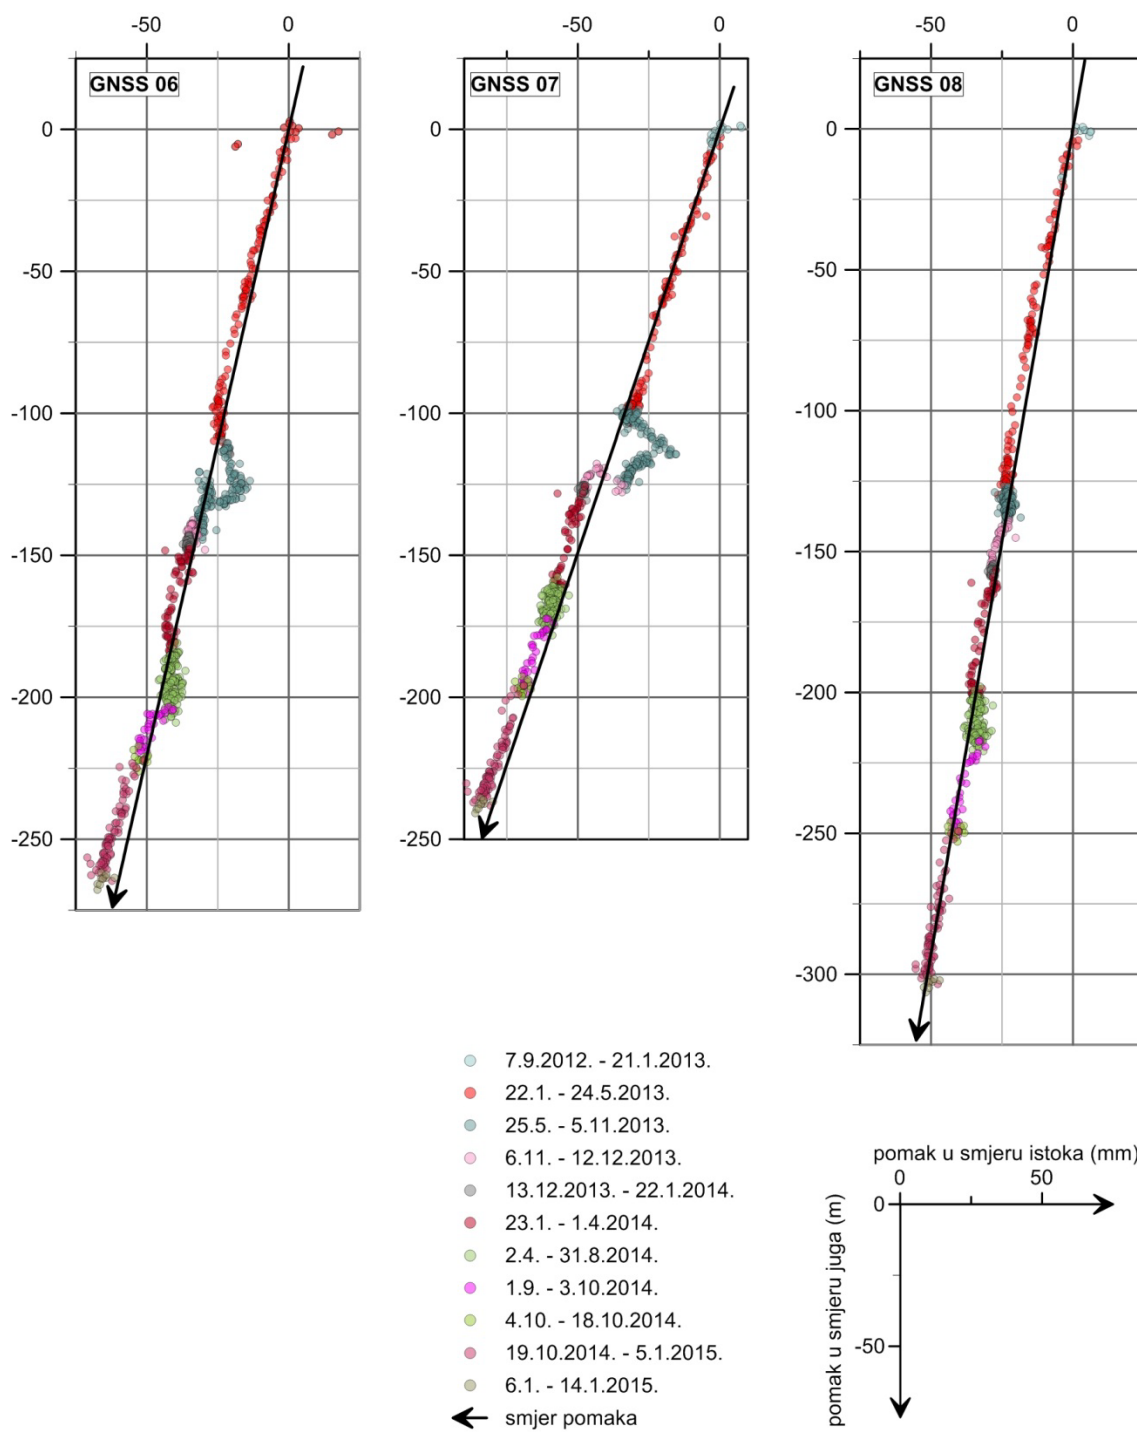 -50 0 -50 0 -50 0
GNSS 06 GNSS 07 GNSS 08
0 0 0
-50 -50 -50
-100 -100 -100
-150 -150 -150
-200 -200 -200
-250 -250 -250
-300
7.9.2012. - 21.1.2013.
22.1. - 24.5.2013.
25.5. - 5.11.2013.
6.11. - 12.12.2013.
13.12.2013. - 22.1.2014.
23.1. - 1.4.2014.
2.4. - 31.8.2014.
1.9. - 3.10.2014.
4.10. - 18.10.2014.
19.10.2014. - 5.1.2015.
6.1. - 14.1.2015.
smjer pomaka
pomak u smjeru istoka (mm)
0 50
0
-50
pomak u smjeru juga (m)